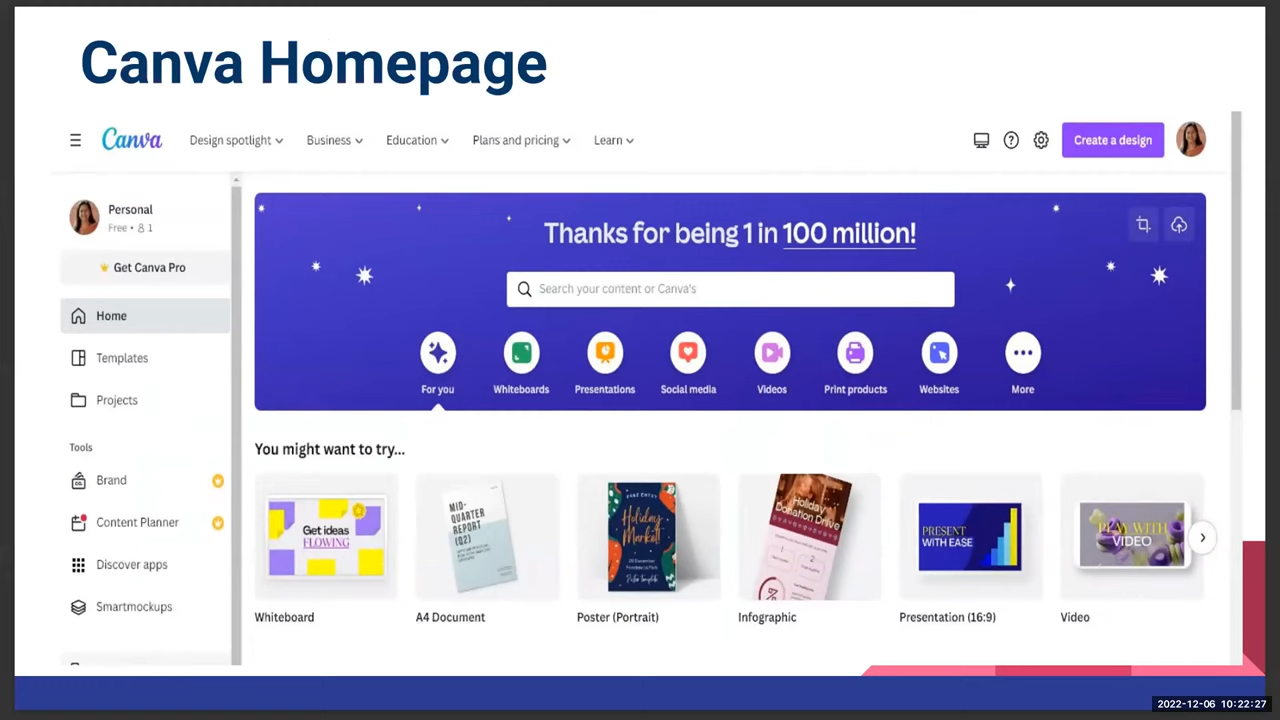 Canva Homepage
Canva
Design spotlight
Business
Education
Plans and pricing
Learn
Create a design
Personal
Free • 1
Get Canva Pro
Home
Templates
Projects
Tools
Brand
Content Planner
Discover apps
Smartmockups
Thanks for being 1 in 100 million!
Search your content or Canva's
For you
Whiteboards
Presentations
Social media
Videos
Print products
Websites
More
You might want to try...
Get ideas
FLOWING
Whiteboard
MID-
QUARTER
REPORT
(Q2)
A4 Document
FREE ENTRY
Holiday
Market!
Poster (Portrait)
Holiday
Donation Drive
Infographic
PRESENT
WITH EASE
Presentation (16:9)
PLAY WITH
VIDEO
Video
2022-12-06 10:22:27